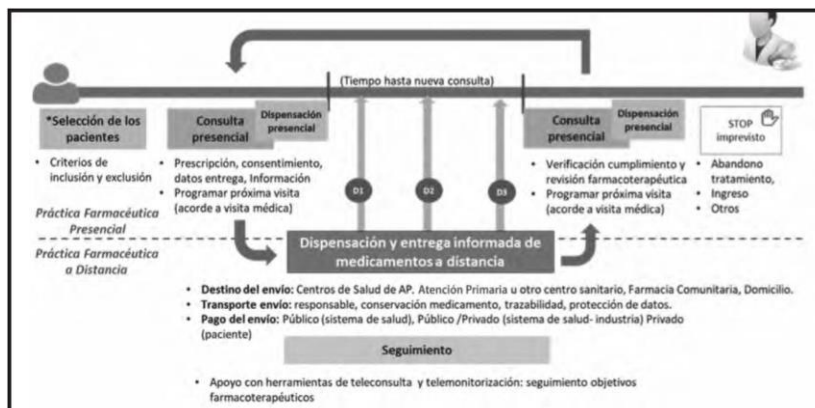 (Tiempo hasta nueva consulta)
*Selección de los
pacientes
• Criterios de
inclusión y exclusión
Consulta
presencial
Dispensación
presencial
• Prescripción, consentimiento,
datos entrega, Información
• Programar próxima visita
(acorde a visita médica)
D1
D2
D3
Consulta
presencial
Dispensación
presencial
• Verificación cumplimiento y
revisión farmacoterapéutica
• Programar próxima visita
(acorde a visita médica)
STOP
imprevisto
• Abandono
tratamiento,
• Ingreso
• Otros
Práctica Farmacéutica
Presencial
Práctica Farmacéutica
a Distancia
Dispensación y entrega informada de
medicamentos a distancia
• Destino del envío: Centros de Salud de AP. Atención Primaria u otro centro sanitario, Farmacia Comunitaria, Domicilio.
• Transporte envío: responsable, conservación medicamento, trazabilidad, protección de datos.
• Pago del envío: Público (sistema de salud), Público /Privado (sistema de salud- industria) Privado
(paciente)
Seguimiento
• Apoyo con herramientas de teleconsulta y telemonitorización: seguimiento objetivos
farmacoterapéuticos